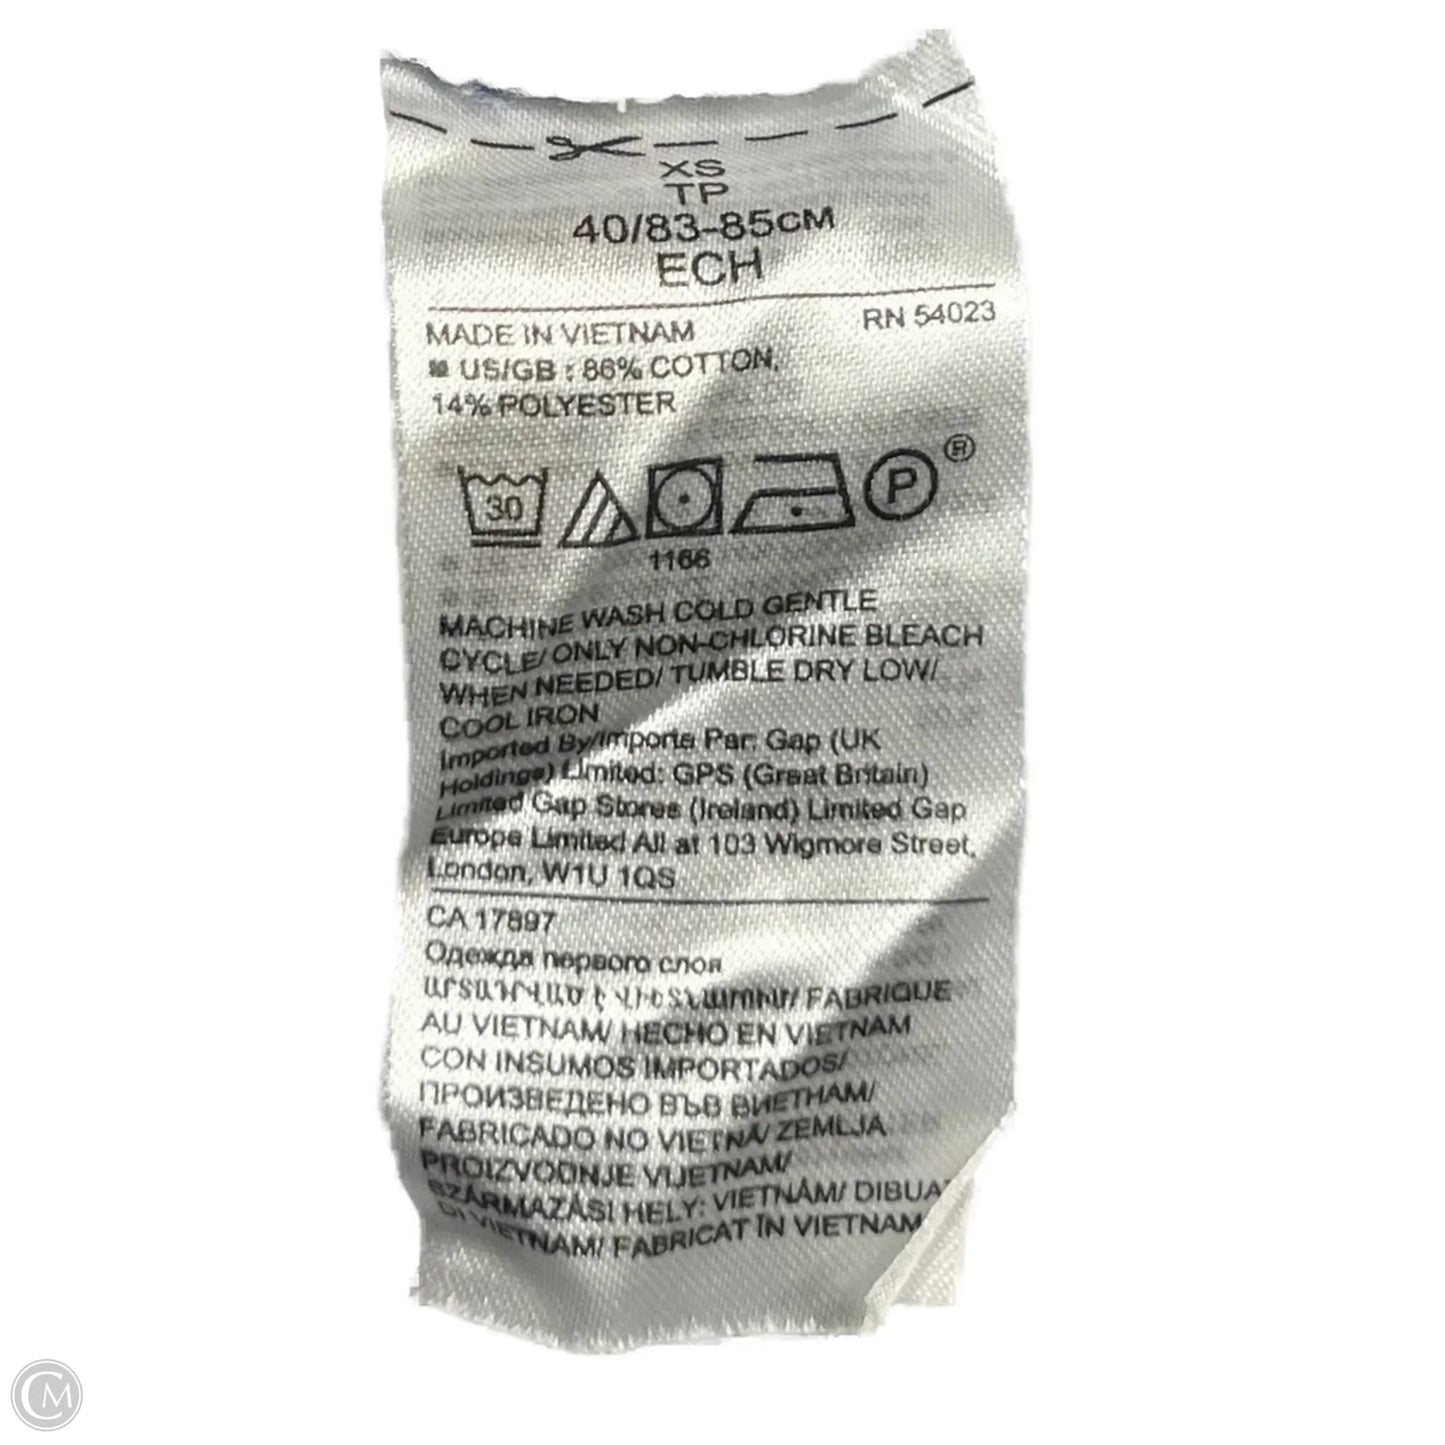 XS
TP
40/83-85CM
ECH
RN 54023
MADE IN VIETNAM
US/GB : 86% COTTON,
14% POLYESTER
30
P ®
1166
MACHINE WASH COLD GENTLE
CYCLE/ ONLY NON-CHLORINE BLEACH
WHEN NEEDED/ TUMBLE DRY LOW/
COOL IRON
Imported By/Importe Par: Gap (UK
Holdings) Limited: GPS (Great Britain)
Limited Gap Stores (Ireland) Limited Gap
Europe Limited All at 103 Wigmore Street,
London, W1U 1QS
CA 17897
Одежда первого слоя
ԱՐՏԱԴՐՎԱԾ Է ՎԻԵՏՆԱՄՈՒՄ/ FABRIQUE
AU VIETNAM/ HECHO EN VIETNAM
CON INSUMOS IMPORTADOS/
ПРОИЗВЕДЕНО ВЪВ ВИЕТНАМ/
FABRICADO NO VIETNÃ/ ZEMLJA
PROIZVODNJE VIJETNAM/
SZÁRMAZÁSI HELY: VIETNÁM/ DIBUAT
DI VIETNAM/ FABRICAT ÎN VIETNAM
CM